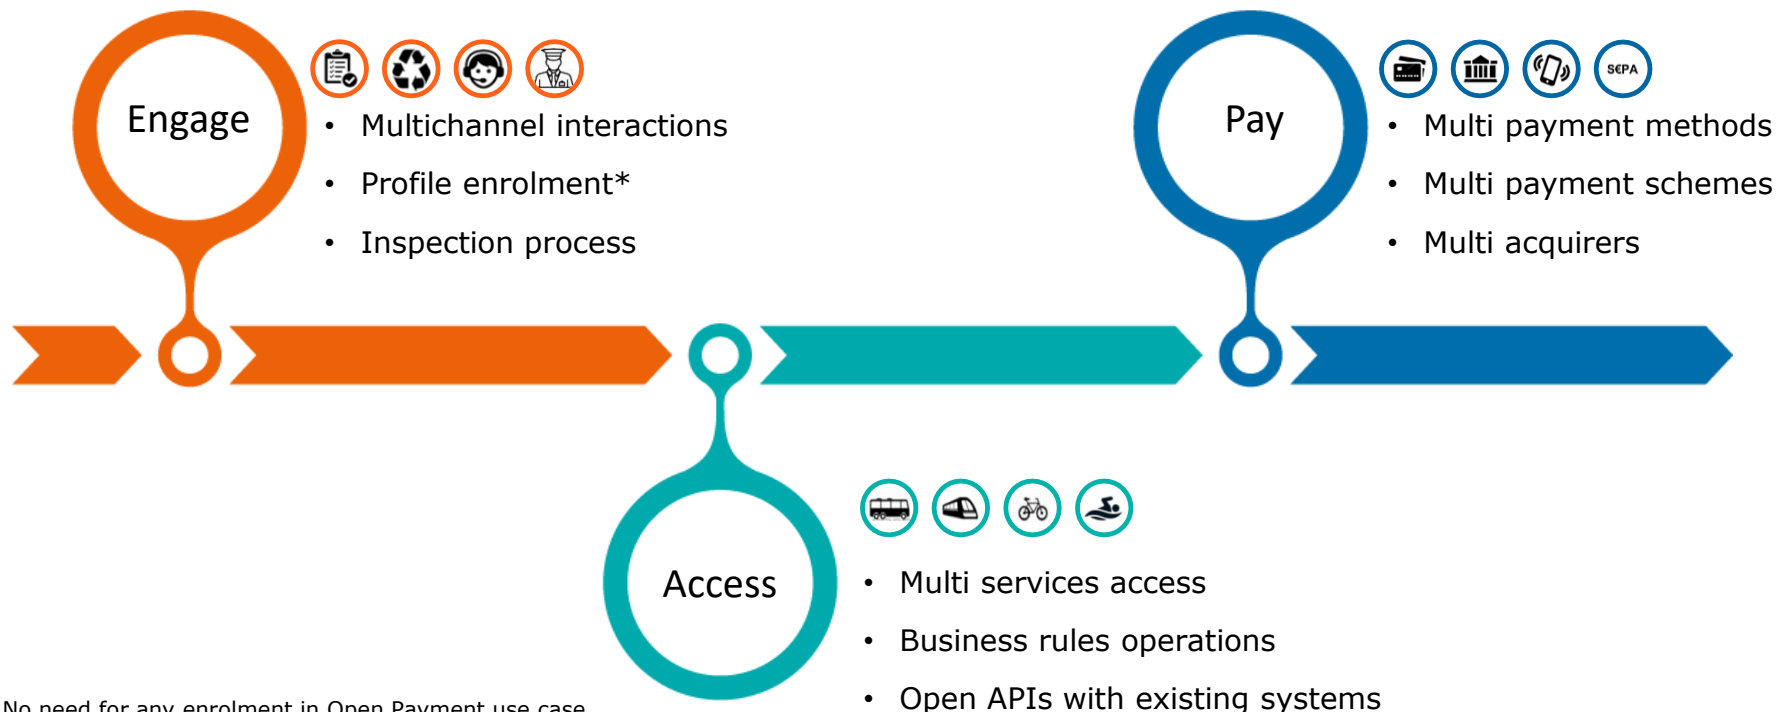 Engage
• Multichannel interactions
• Profile enrolment*
• Inspection process
Access
• Multi services access
• Business rules operations
• Open APIs with existing systems
Pay
S€PA
• Multi payment methods
• Multi payment schemes
• Multi acquirers
No need for any enrolment in Open Payment use case